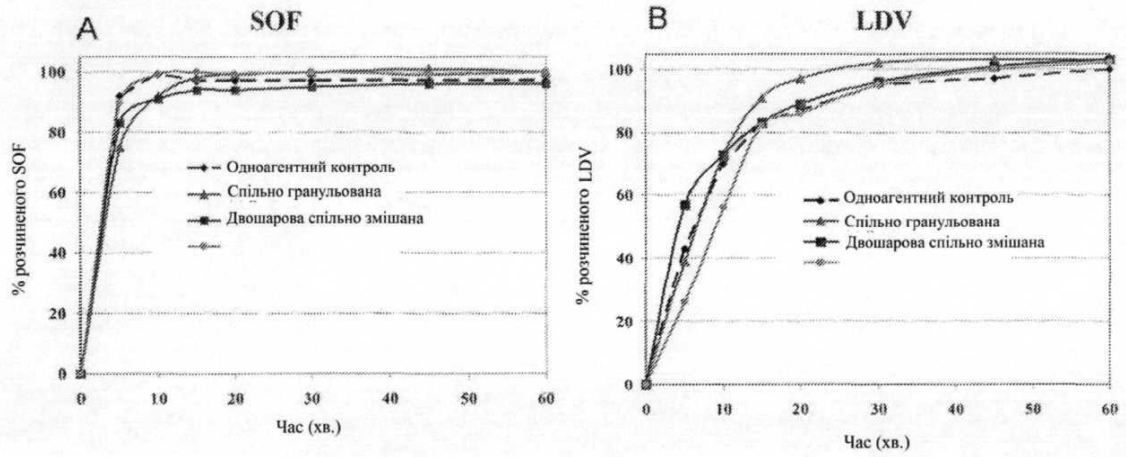 A
SOF
% розчиненого SOF
100
80
60
40
20
0
Одноагентний контроль
Спільно гранульована
Двошарова спільно змішана
0 10 20 30 40 50 60
Час (хв.)
B
LDV
% розчиненого LDV
100
80
60
40
20
0
Одноагентний контроль
Спільно гранульована
Двошарова спільно змішана
0 10 20 30 40 50 60
Час (хв.)